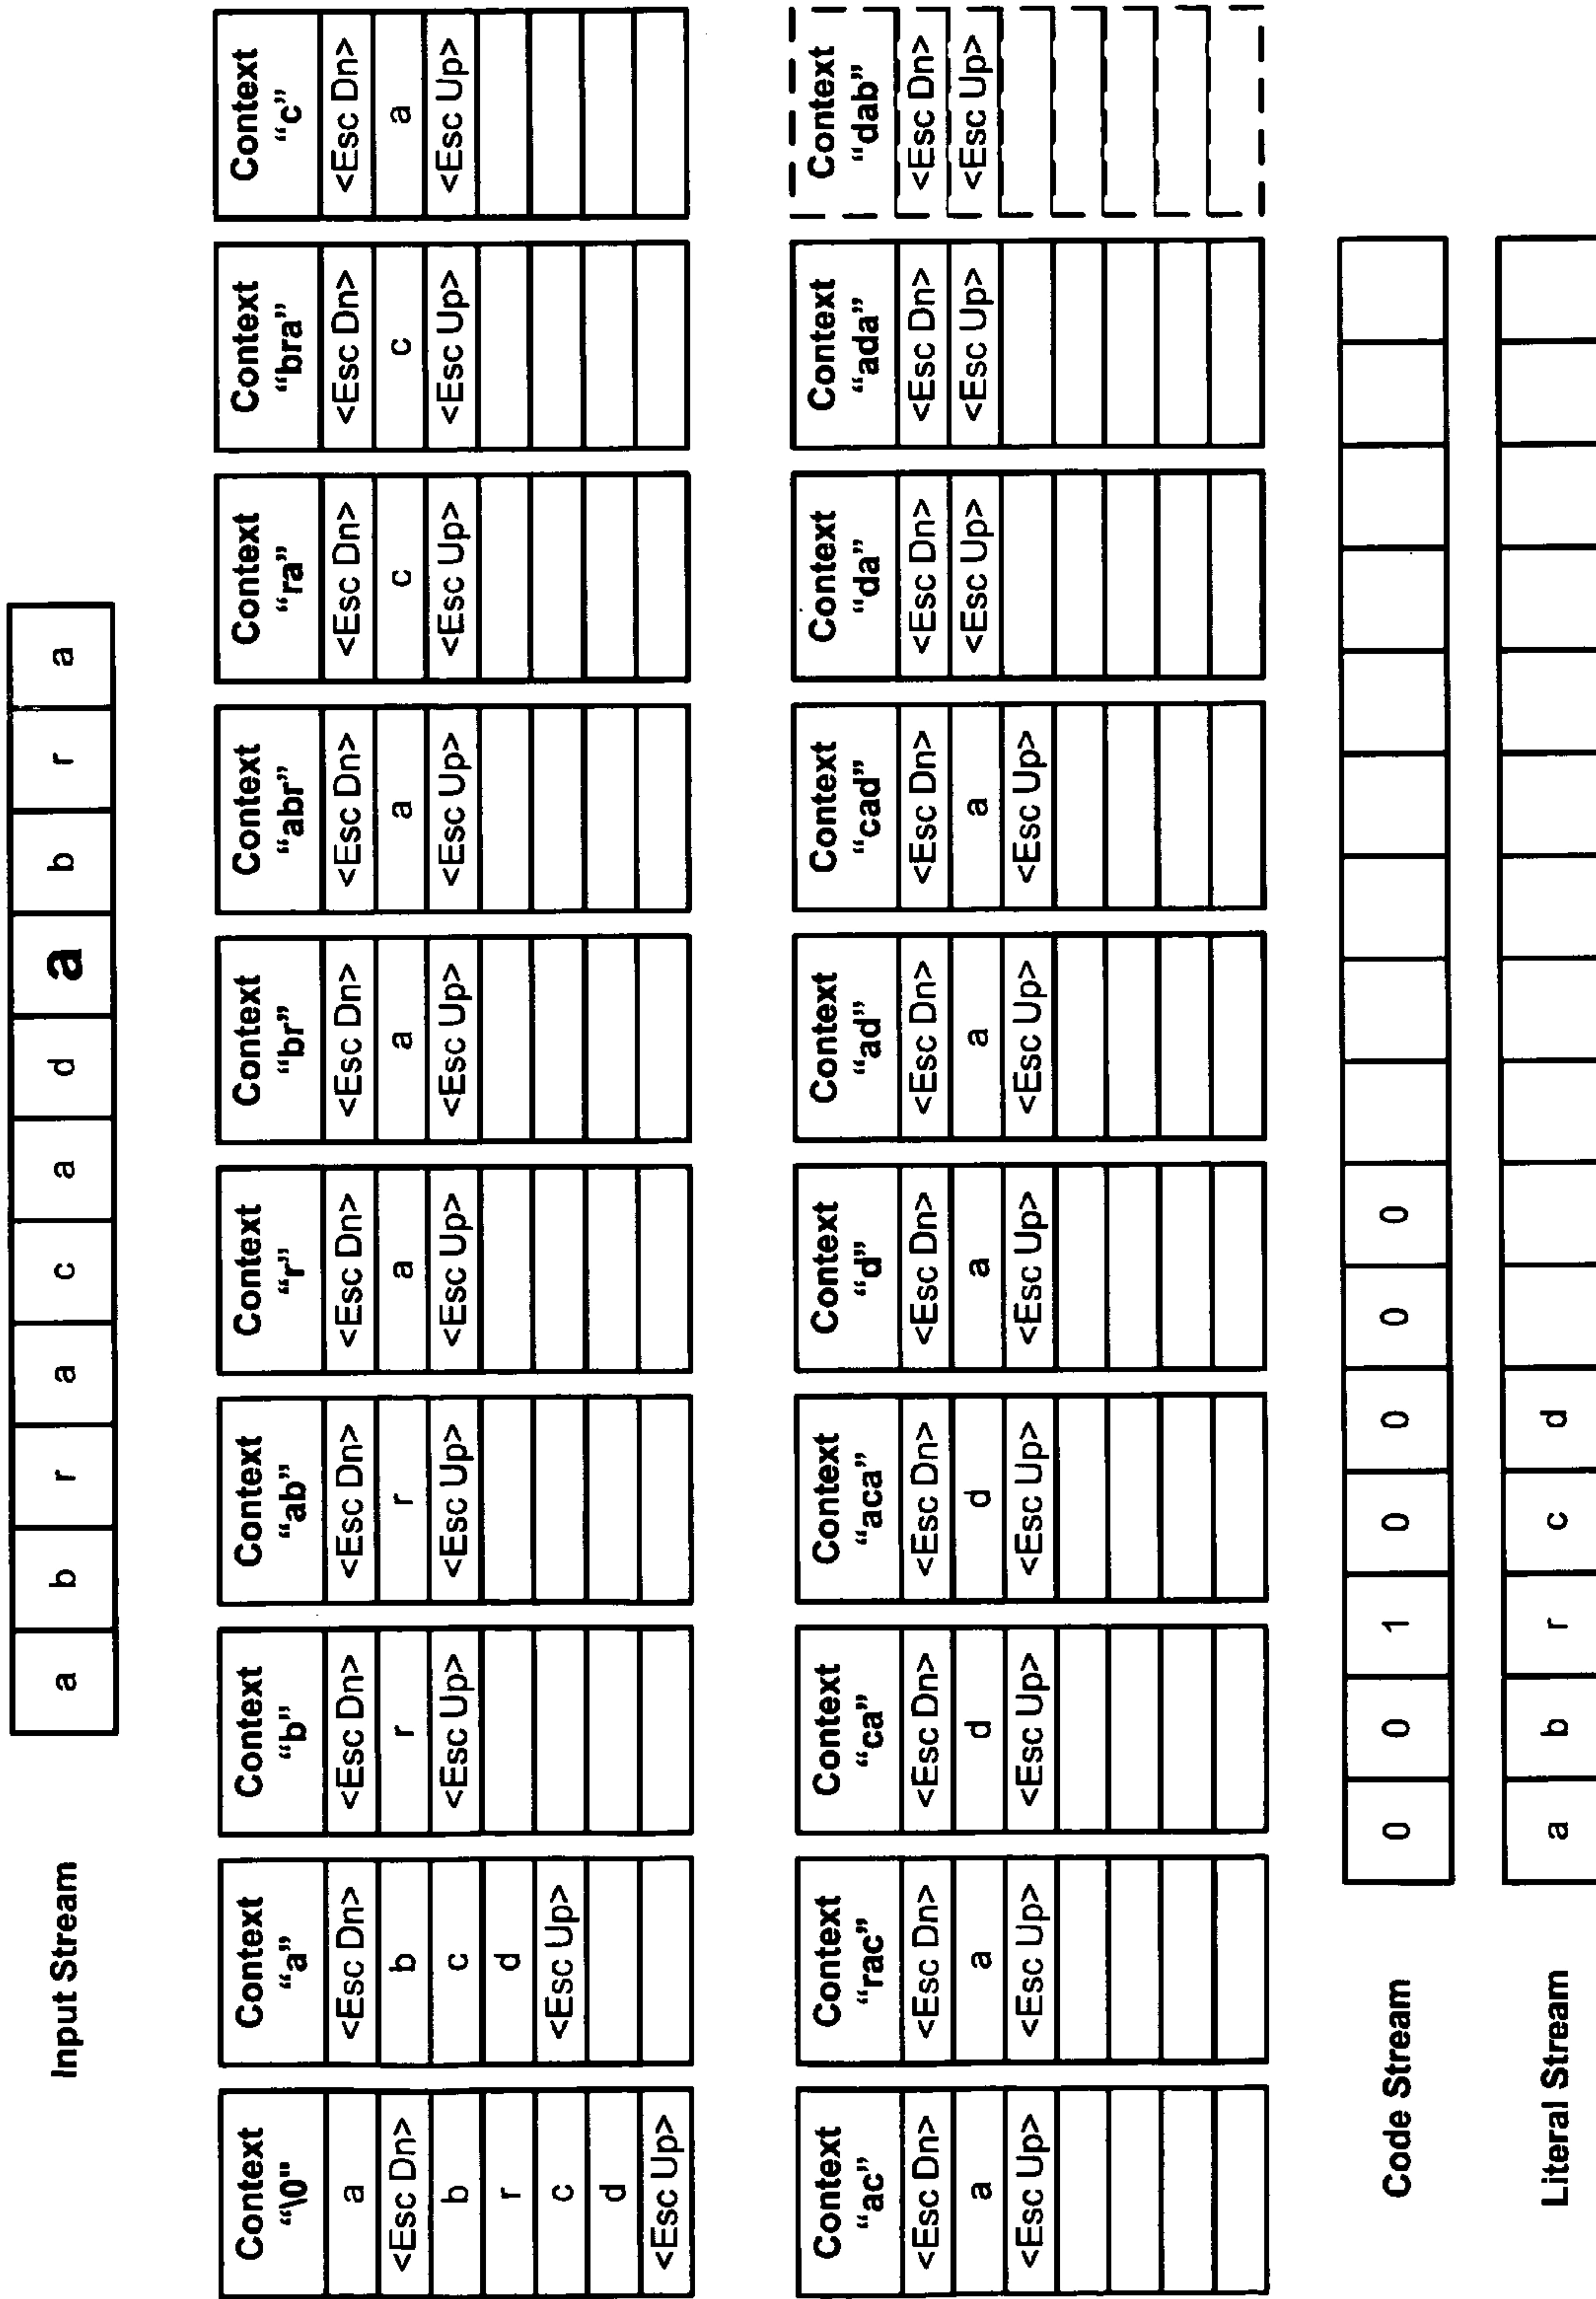 Input Stream
a b r a c a d a b r a
Context Context Context Context Context Context Context Context Context Context
“\0” “a” “b” “ab” “r” “br” “abr” “ra” “bra” “c”
a <Esc Dn> <Esc Dn> <Esc Dn> <Esc Dn> <Esc Dn> <Esc Dn> <Esc Dn> <Esc Dn> <Esc Dn>
<Esc Dn> b r r a a a c c a
b c <Esc Up> <Esc Up> <Esc Up> <Esc Up> <Esc Up> <Esc Up> <Esc Up> <Esc Up>
r d
c <Esc Up>
d
<Esc Up>
Context Context Context Context Context Context Context Context Context Context
“ac” “rac” “ca” “aca” “d” “ad” “cad” “da” “ada” “dab”
<Esc Dn> <Esc Dn> <Esc Dn> <Esc Dn> <Esc Dn> <Esc Dn> <Esc Dn> <Esc Dn> <Esc Dn> <Esc Dn>
a a d d a a a <Esc Up> <Esc Up> <Esc Up>
<Esc Up> <Esc Up> <Esc Up> <Esc Up> <Esc Up> <Esc Up> <Esc Up>
Code Stream
0 0 1 0 0 0 0
Literal Stream
a b r c d